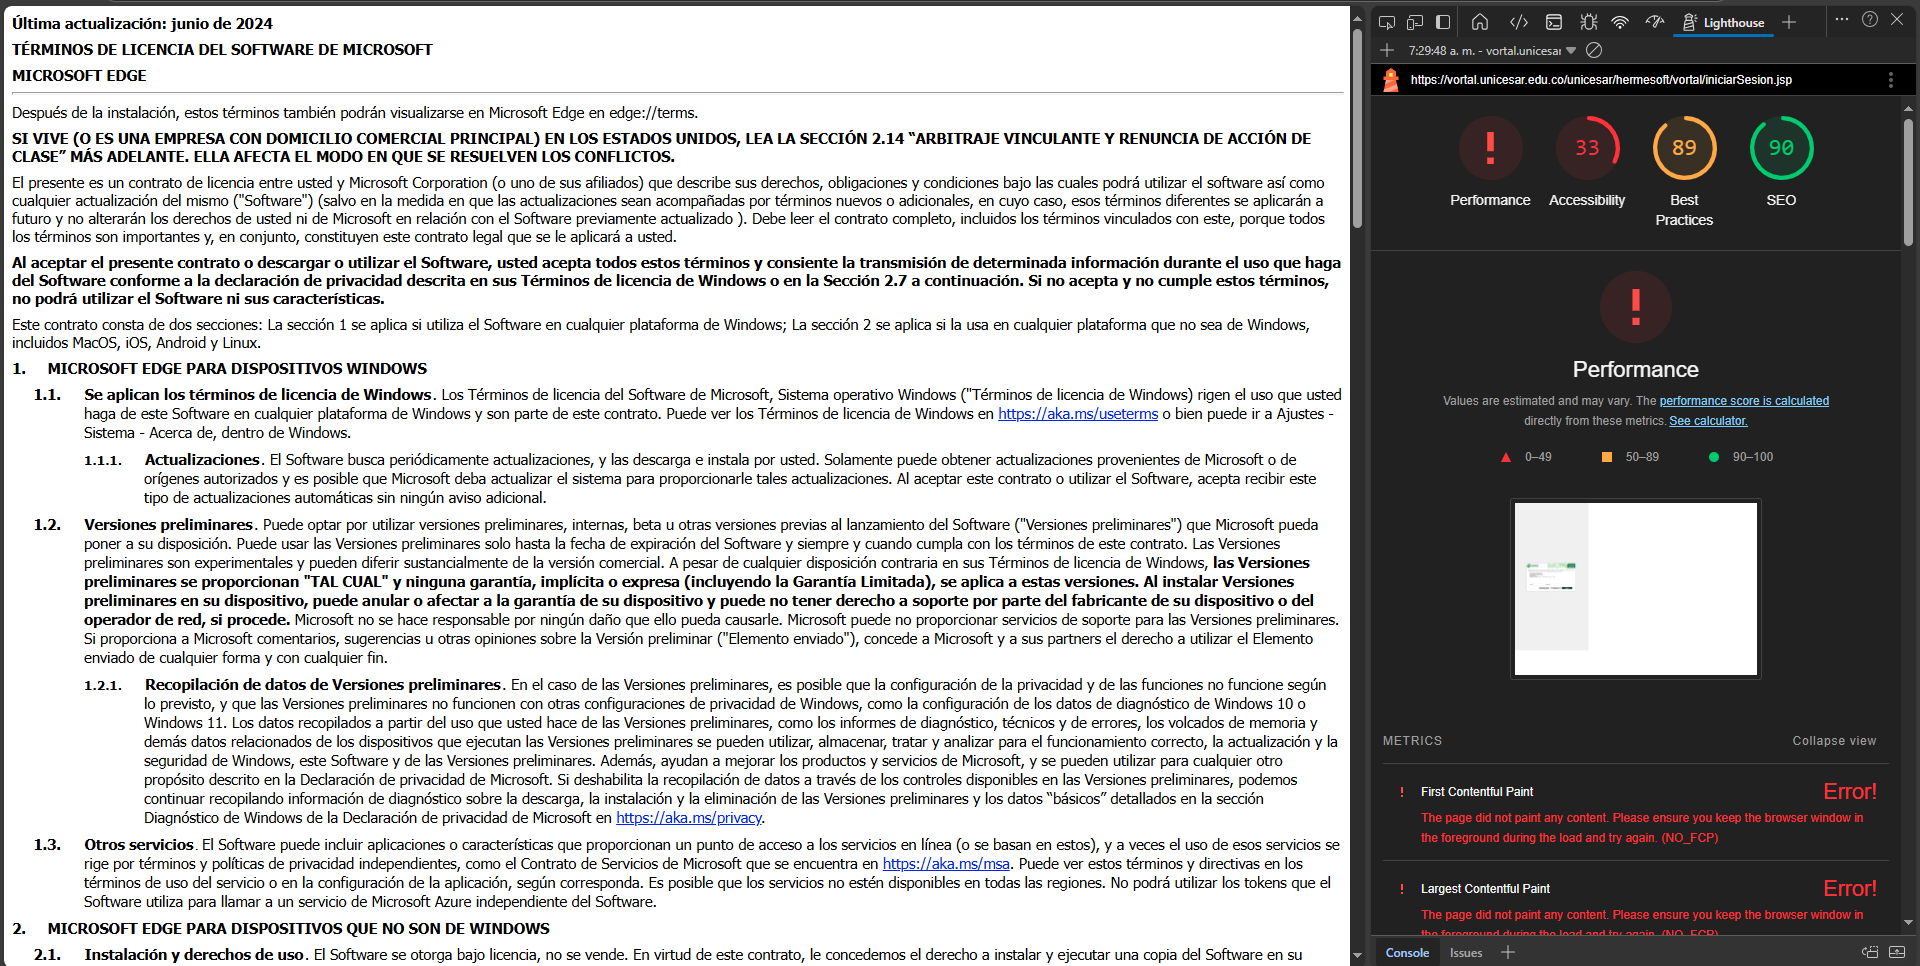 Última actualización: junio de 2024
TÉRMINOS DE LICENCIA DEL SOFTWARE DE MICROSOFT
MICROSOFT EDGE
Después de la instalación, estos términos también podrán visualizarse en Microsoft Edge en edge://terms.
SI VIVE (O ES UNA EMPRESA CON DOMICILIO COMERCIAL PRINCIPAL) EN LOS ESTADOS UNIDOS, LEA LA SECCIÓN 2.14 “ARBITRAJE VINCULANTE Y RENUNCIA DE ACCIÓN DE
CLASE” MÁS ADELANTE. ELLA AFECTA EL MODO EN QUE SE RESUELVEN LOS CONFLICTOS.
El presente es un contrato de licencia entre usted y Microsoft Corporation (o uno de sus afiliados) que describe sus derechos, obligaciones y condiciones bajo las cuales podrá utilizar el software así como
cualquier actualización del mismo ("Software") (salvo en la medida en que las actualizaciones sean acompañadas por términos nuevos o adicionales, en cuyo caso, esos términos diferentes se aplicarán a
futuro y no alterarán los derechos de usted ni de Microsoft en relación con el Software previamente actualizado ). Debe leer el contrato completo, incluidos los términos vinculados con este, porque todos
los términos son importantes y, en conjunto, constituyen este contrato legal que se le aplicará a usted.
Al aceptar el presente contrato o descargar o utilizar el Software, usted acepta todos estos términos y consiente la transmisión de determinada información durante el uso que haga
del Software conforme a la declaración de privacidad descrita en sus Términos de licencia de Windows o en la Sección 2.7 a continuación. Si no acepta y no cumple estos términos,
no podrá utilizar el Software ni sus características.
Este contrato consta de dos secciones: La sección 1 se aplica si utiliza el Software en cualquier plataforma de Windows; La sección 2 se aplica si la usa en cualquier plataforma que no sea de Windows,
incluidos MacOS, iOS, Android y Linux.
1. MICROSOFT EDGE PARA DISPOSITIVOS WINDOWS
1.1. Se aplican los términos de licencia de Windows. Los Términos de licencia del Software de Microsoft, Sistema operativo Windows ("Términos de licencia de Windows) rigen el uso que usted
haga de este Software en cualquier plataforma de Windows y son parte de este contrato. Puede ver los Términos de licencia de Windows en https://aka.ms/useterms o bien puede ir a Ajustes -
Sistema - Acerca de, dentro de Windows.
1.1.1. Actualizaciones. El Software busca periódicamente actualizaciones, y las descarga e instala por usted. Solamente puede obtener actualizaciones provenientes de Microsoft o de
orígenes autorizados y es posible que Microsoft deba actualizar el sistema para proporcionarle tales actualizaciones. Al aceptar este contrato o utilizar el Software, acepta recibir este
tipo de actualizaciones automáticas sin ningún aviso adicional.
1.2. Versiones preliminares. Puede optar por utilizar versiones preliminares, internas, beta u otras versiones previas al lanzamiento del Software ("Versiones preliminares") que Microsoft pueda
poner a su disposición. Puede usar las Versiones preliminares solo hasta la fecha de expiración del Software y siempre y cuando cumpla con los términos de este contrato. Las Versiones
preliminares son experimentales y pueden diferir sustancialmente de la versión comercial. A pesar de cualquier disposición contraria en sus Términos de licencia de Windows, las Versiones
preliminares se proporcionan "TAL CUAL" y ninguna garantía, implícita o expresa (incluyendo la Garantía Limitada), se aplica a estas versiones. Al instalar Versiones
preliminares en su dispositivo, puede anular o afectar a la garantía de su dispositivo y puede no tener derecho a soporte por parte del fabricante de su dispositivo o del
operador de red, si procede. Microsoft no se hace responsable por ningún daño que ello pueda causarle. Microsoft puede no proporcionar servicios de soporte para las Versiones preliminares.
Si proporciona a Microsoft comentarios, sugerencias u otras opiniones sobre la Versión preliminar ("Elemento enviado"), concede a Microsoft y a sus partners el derecho a utilizar el Elemento
enviado de cualquier forma y con cualquier fin.
1.2.1. Recopilación de datos de Versiones preliminares. En el caso de las Versiones preliminares, es posible que la configuración de la privacidad y de las funciones no funcione según
lo previsto, y que las Versiones preliminares no funcionen con otras configuraciones de privacidad de Windows, como la configuración de los datos de diagnóstico de Windows 10 o
Windows 11. Los datos recopilados a partir del uso que usted hace de las Versiones preliminares, como los informes de diagnóstico, técnicos y de errores, los volcados de memoria y
demás datos relacionados de los dispositivos que ejecutan las Versiones preliminares se pueden utilizar, almacenar, tratar y analizar para el funcionamiento correcto, la actualización y la
seguridad de Windows, este Software y de las Versiones preliminares. Además, ayudan a mejorar los productos y servicios de Microsoft, y se pueden utilizar para cualquier otro
propósito descrito en la Declaración de privacidad de Microsoft. Si deshabilita la recopilación de datos a través de los controles disponibles en las Versiones preliminares, podemos
continuar recopilando información de diagnóstico sobre la descarga, la instalación y la eliminación de las Versiones preliminares y los datos “básicos” detallados en la sección
Diagnóstico de Windows de la Declaración de privacidad de Microsoft en https://aka.ms/privacy.
1.3. Otros servicios. El Software puede incluir aplicaciones o características que proporcionan un punto de acceso a los servicios en línea (o se basan en estos), y a veces el uso de esos servicios se
rige por términos y políticas de privacidad independientes, como el Contrato de Servicios de Microsoft que se encuentra en https://aka.ms/msa. Puede ver estos términos y directivas en los
términos de uso del servicio o en la configuración de la aplicación, según corresponda. Es posible que los servicios no estén disponibles en todas las regiones. No podrá utilizar los tokens que el
Software utiliza para llamar a un servicio de Microsoft Azure independiente del Software.
2. MICROSOFT EDGE PARA DISPOSITIVOS QUE NO SON DE WINDOWS
2.1. Instalación y derechos de uso. El Software se otorga bajo licencia, no se vende. En virtud de este contrato, le concedemos el derecho a instalar y ejecutar una copia del Software en su
Lighthouse
7:29:48 a. m. - vortal.unicesar
https://vortal.unicesar.edu.co/unicesar/hermesoft/vortal/iniciarSesion.jsp
! 33 89 90
Performance Accessibility Best Practices SEO
!
Performance
Values are estimated and may vary. The performance score is calculated
directly from these metrics. See calculator.
0–49 50–89 90–100
METRICS Collapse view
! First Contentful Paint Error!
The page did not paint any content. Please ensure you keep the browser window in
the foreground during the load and try again. (NO_FCP)
! Largest Contentful Paint Error!
The page did not paint any content. Please ensure you keep the browser window in
the foreground during the load and try again. (NO_FCP)
Console Issues